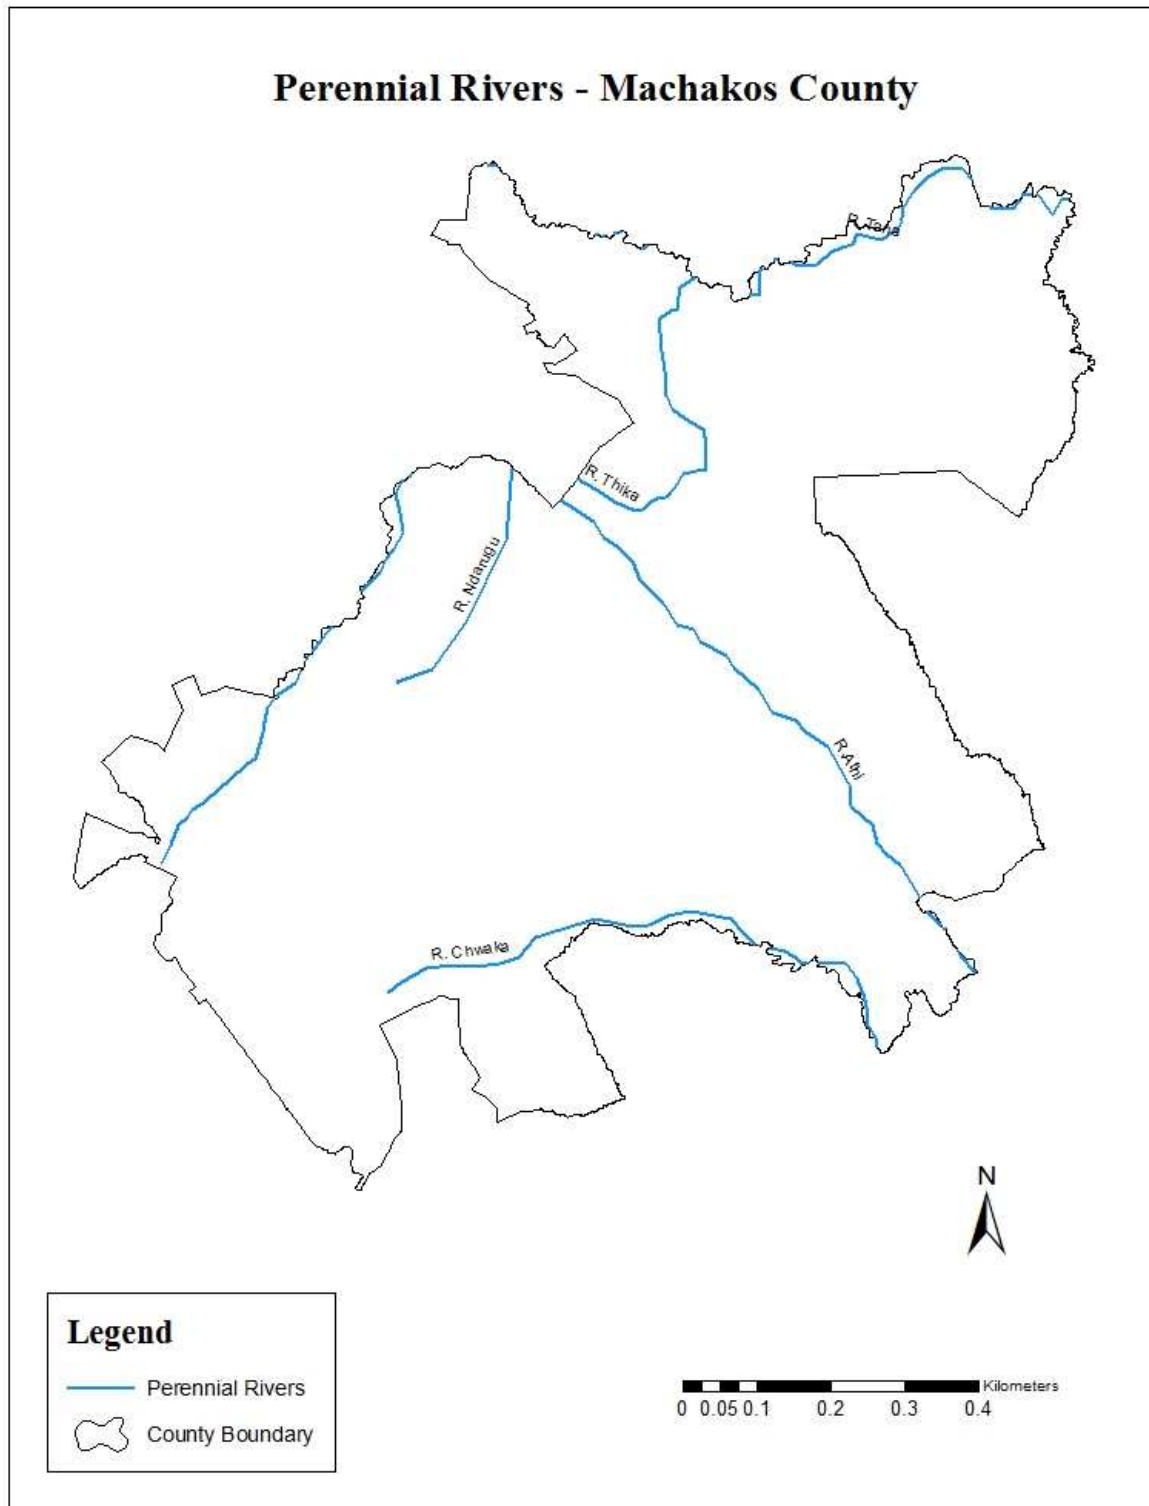 Perennial Rivers - Machakos County
R. Tana
R. Thika
R. Ndarugu
R.Athi
R. Chwaka
N
Legend
Perennial Rivers
County Boundary
Kilometers
0 0.05 0.1 0.2 0.3 0.4